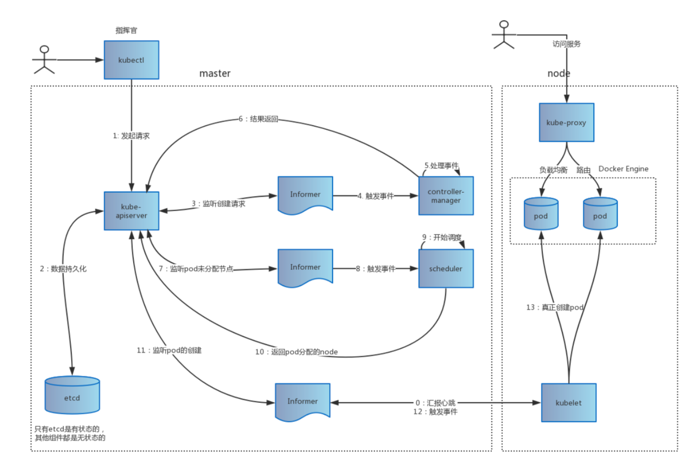 指挥官
kubectl
访问服务
master
node
6：结果返回
kube-proxy
1: 发起请求
5.处理事件
负载均衡
路由
Docker Engine
kube-
apiserver
3：监听创建请求
Informer
4. 触发事件
controller-
manager
pod
pod
9：开始调度
2：数据持久化
7：监听pod未分配节点
Informer
8：触发事件
scheduler
13：真正创建pod
11：监听pod的创建
10：返回pod分配的node
etcd
Informer
0：汇报心跳
12：触发事件
kubelet
只有etcd是有状态的，
其他组件都是无状态的